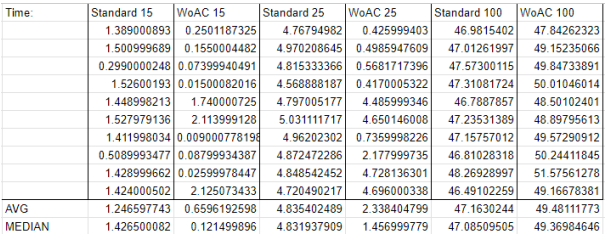 Time: Standard 15 WoAC 15 Standard 25 WoAC 25 Standard 100 WoAC 100
1.389000893 0.2501187325 4.76794982 0.425999403 46.9815402 47.84262323
1.500999689 0.1550004482 4.970208645 0.4985947609 47.01261997 49.15235066
0.2990000248 0.07399940491 4.815333366 0.5681717396 47.57300115 49.84733891
1.52600193 0.01500082016 4.568888187 0.4170005322 47.31081724 50.01046014
1.448998213 1.740000725 4.797005177 0.485999346 46.7887857 48.50102401
1.527979136 2.113999128 5.031111717 4.650146008 47.23531389 48.89795613
1.411998034 0.009000778198 4.96202302 0.7359998226 47.15757012 49.57290912
0.5089993477 0.08799934387 4.872472286 2.177999735 46.81028318 50.24411845
1.428999662 0.02599978447 4.848542452 4.728136301 48.26928997 51.57561278
1.424000502 2.125073433 4.720490217 4.696000338 46.49102259 49.16678381
AVG 1.246597743 0.6596192598 4.835402489 2.338404799 47.1630244 49.48111773
MEDIAN 1.426500082 0.121499896 4.831937909 1.456999779 47.08509505 49.36984646